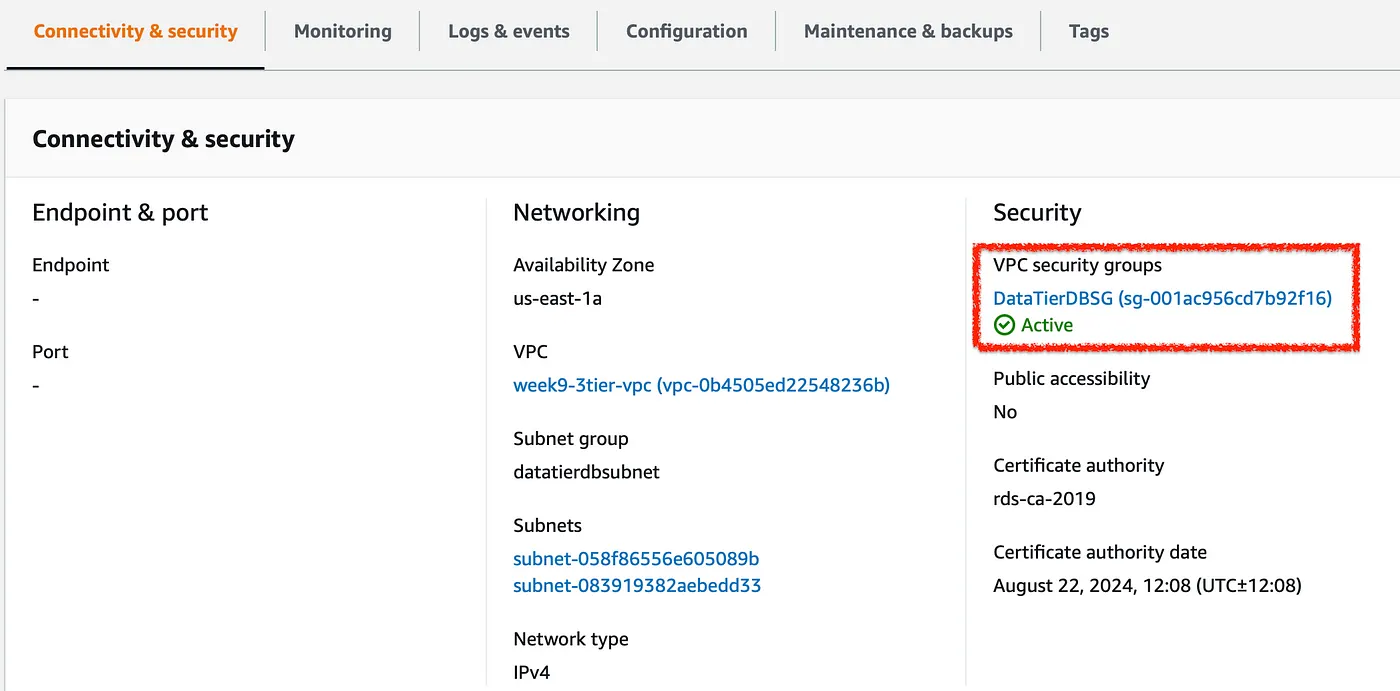 Connectivity & security
Monitoring
Logs & events
Configuration
Maintenance & backups
Tags
Connectivity & security
Endpoint & port
Endpoint
-
Port
-
Networking
Availability Zone
us-east-1a
VPC
week9-3tier-vpc (vpc-0b4505ed22548236b)
Subnet group
datatierdbsubnet
Subnets
subnet-058f86556e605089b
subnet-083919382aebedd33
Network type
IPv4
Security
VPC security groups
DataTierDBSG (sg-001ac956cd7b92f16)
Active
Public accessibility
No
Certificate authority
rds-ca-2019
Certificate authority date
August 22, 2024, 12:08 (UTC±12:08)